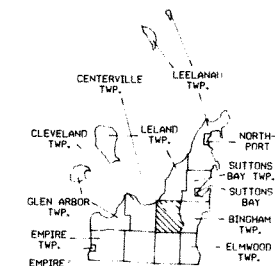 CENTERVILLE
TWP.
LEELANAU
TWP.
CLEVELAND
TWP.
LELAND
TWP.
NORTH-
PORT
SUTTONS
BAY TWP.
SUTTONS
BAY
GLEN ARBOR
TWP.
BINGHAM
TWP.
EMPIRE
TWP.
ELMWOOD
TWP.
EMPIRE